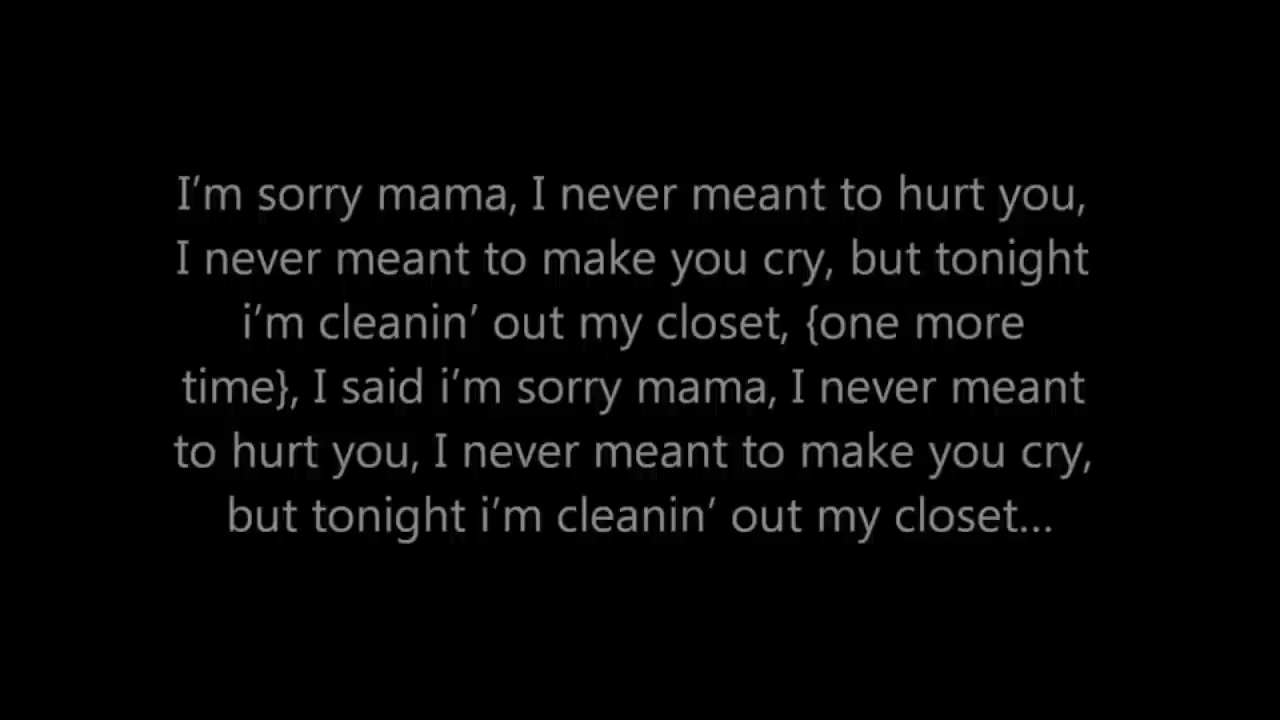 I'm sorry mama, I never meant to hurt you,
I never meant to make you cry, but tonight
i'm cleanin' out my closet, {one more
time}, I said i'm sorry mama, I never meant
to hurt you, I never meant to make you cry,
but tonight i'm cleanin' out my closet...